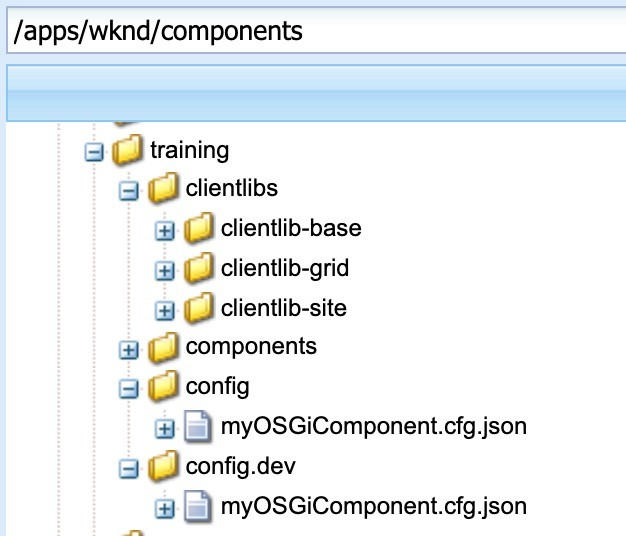 /apps/wknd/components
training
clientlibs
clientlib-base
clientlib-grid
clientlib-site
components
config
myOSGiComponent.cfg.json
config.dev
myOSGiComponent.cfg.json